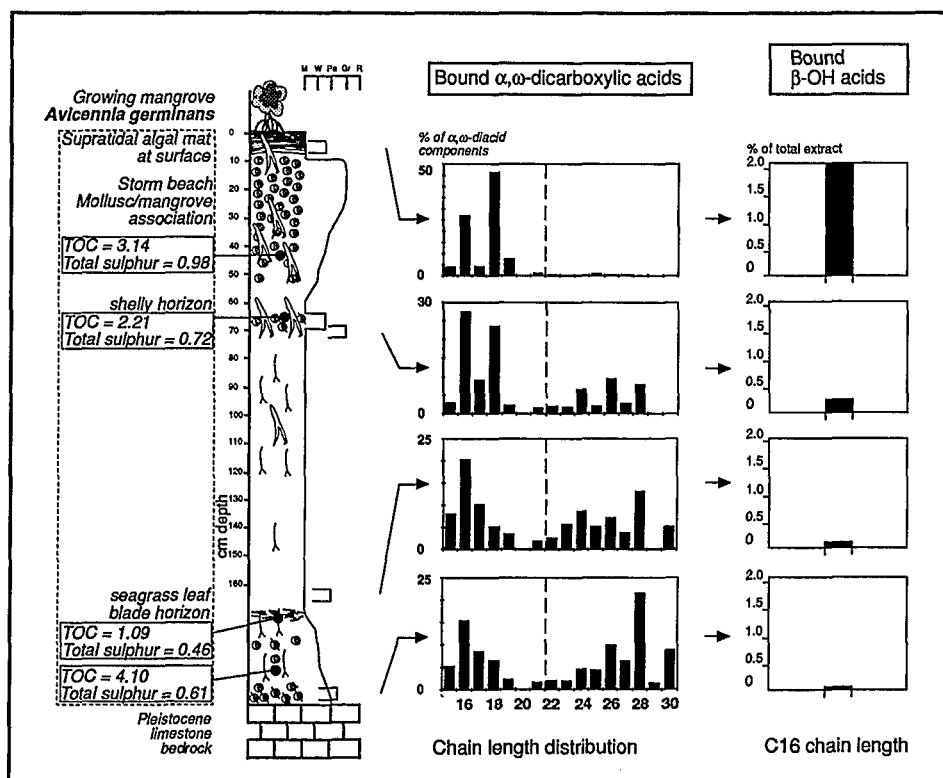 M W Pa Gr R
Growing mangrove
Avicennia germinans
Supratidal algal mat
at surface
Storm beach
Mollusc/mangrove
association
TOC = 3.14
Total sulphur = 0.98
shelly horizon
TOC = 2.21
Total sulphur = 0.72
seagrass leaf
blade horizon
TOC = 1.09
Total sulphur = 0.46
TOC = 4.10
Total sulphur = 0.61
Pleistocene
limestone
bedrock
0
10
20
30
40
50
60
70
80
90
100
110
120
130
140
150
160
cm depth
Bound α,ω-dicarboxylic acids
% of α,ω-diacid
components
50
0
30
0
25
0
25
0
16 18 20 22 24 26 28 30
Chain length distribution
Bound
β-OH acids
% of total extract
2.0
1.5
1.0
0.5
0
2.0
1.5
1.0
0.5
0
2.0
1.5
1.0
0.5
0
2.0
1.5
1.0
0.5
0
C16 chain length